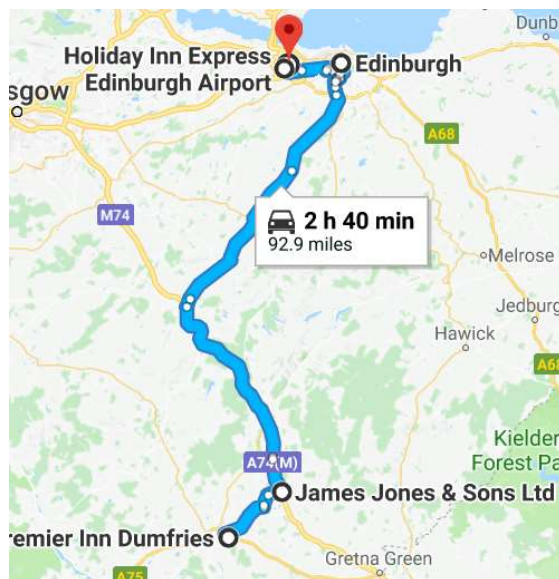 Holiday Inn Express
Edinburgh Airport
Edinburgh
Dunb
sgow
A68
M74
2 h 40 min
92.9 miles
Melrose
Jedburg
Hawick
A68
Kielder
Forest Pa
A74(M)
James Jones & Sons Ltd
remier Inn Dumfries
Gretna Green
A75